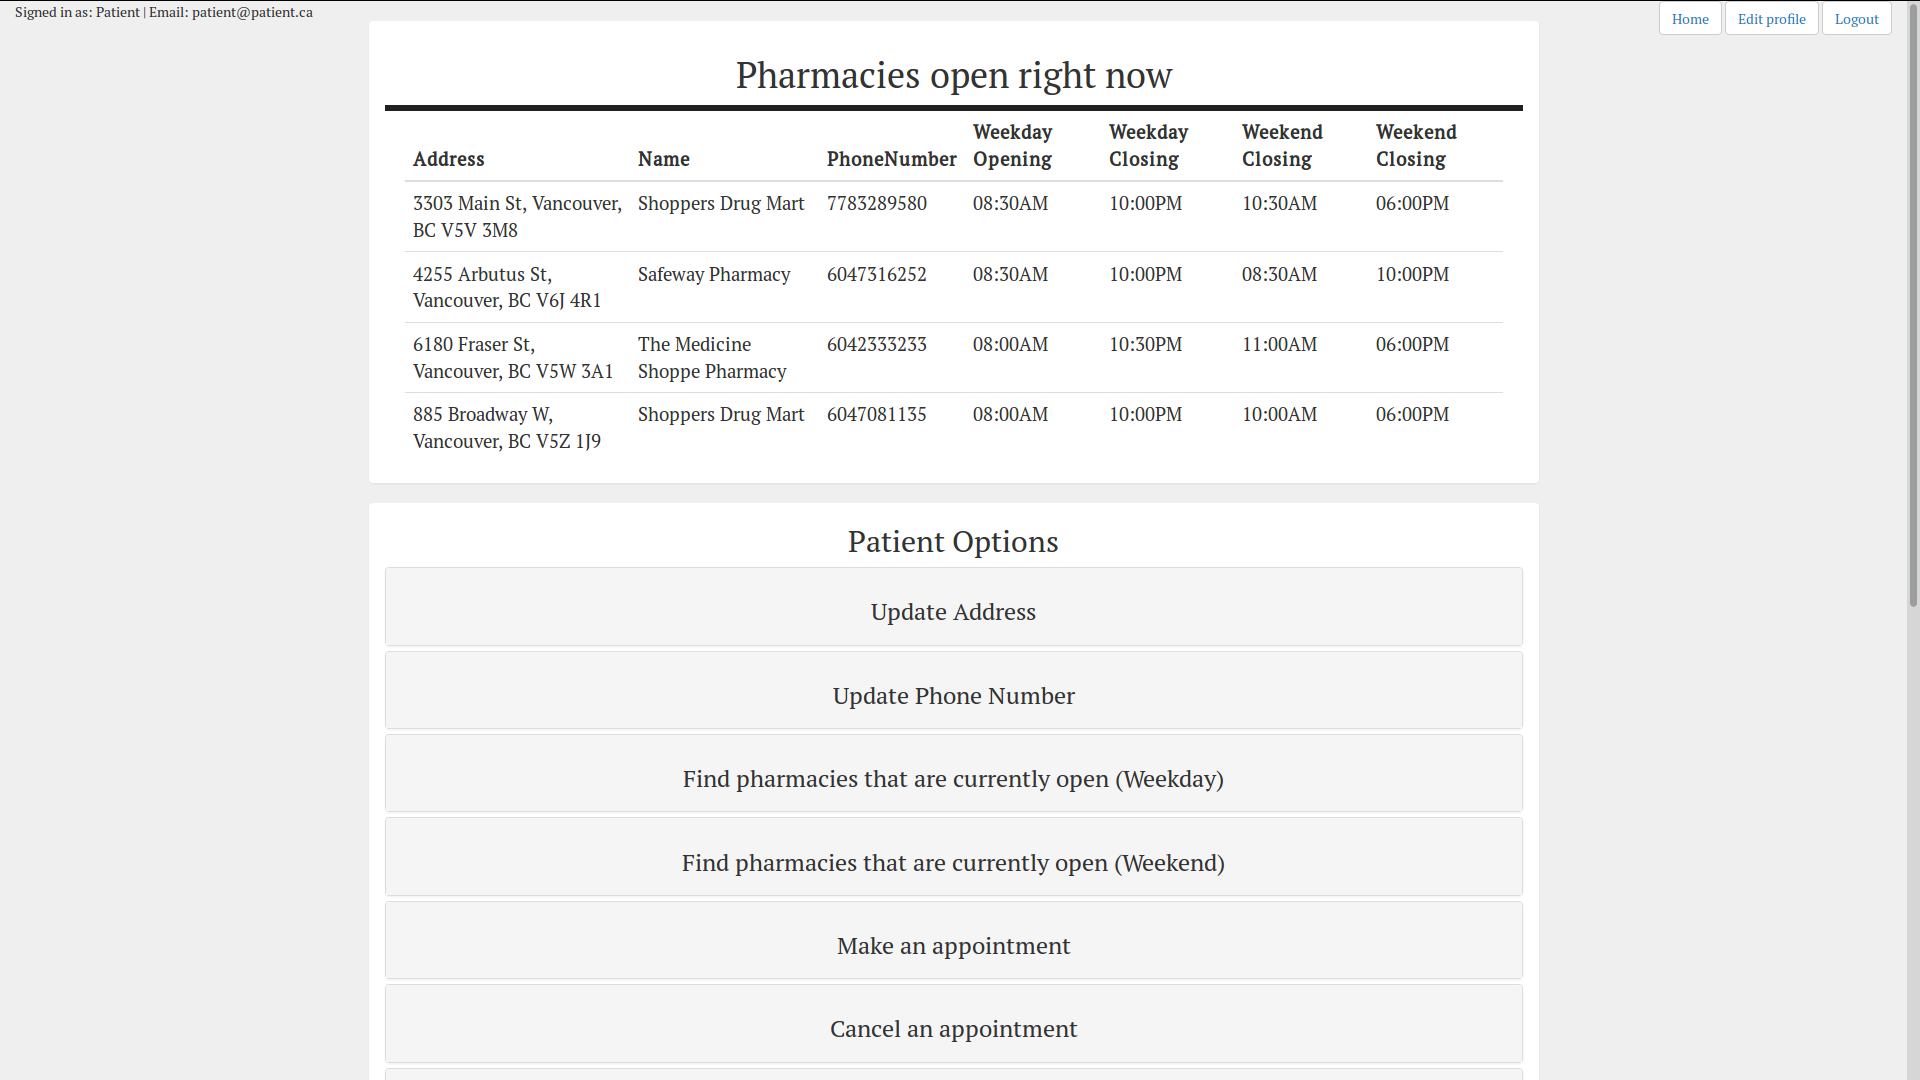 Signed in as: Patient | Email: patient@patient.ca
Home
Edit profile
Logout
Pharmacies open right now
Address Name PhoneNumber Weekday Opening Weekday Closing Weekend Closing Weekend Closing
3303 Main St, Vancouver, Shoppers Drug Mart 7783289580 08:30AM 10:00PM 10:30AM 06:00PM
BC V5V 3M8
4255 Arbutus St, Safeway Pharmacy 6047316252 08:30AM 10:00PM 08:30AM 10:00PM
Vancouver, BC V6J 4R1
6180 Fraser St, The Medicine 6042333233 08:00AM 10:30PM 11:00AM 06:00PM
Vancouver, BC V5W 3A1 Shoppe Pharmacy
885 Broadway W, Shoppers Drug Mart 6047081135 08:00AM 10:00PM 10:00AM 06:00PM
Vancouver, BC V5Z 1J9
Patient Options
Update Address
Update Phone Number
Find pharmacies that are currently open (Weekday)
Find pharmacies that are currently open (Weekend)
Make an appointment
Cancel an appointment